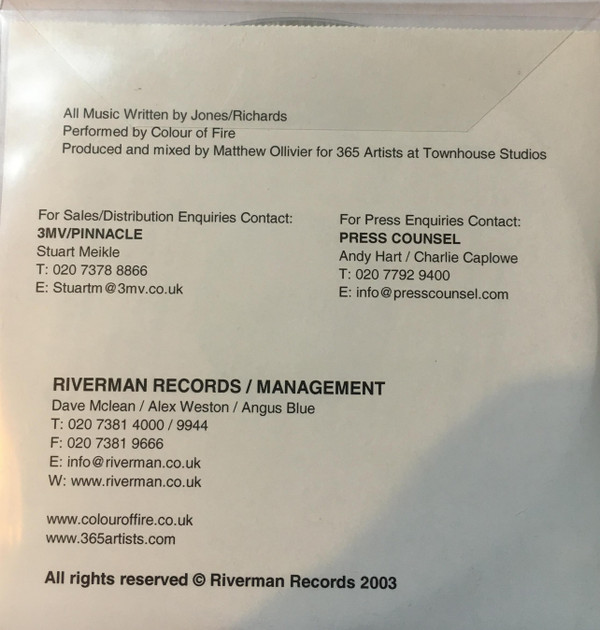 All Music Written by Jones/Richards
Performed by Colour of Fire
Produced and mixed by Matthew Ollivier for 365 Artists at Townhouse Studios
For Sales/Distribution Enquiries Contact:
3MV/PINNACLE
Stuart Meikle
T: 020 7378 8866
E: Stuartm@3mv.co.uk
For Press Enquiries Contact:
PRESS COUNSEL
Andy Hart / Charlie Caplowe
T: 020 7792 9400
E: info@presscounsel.com
RIVERMAN RECORDS / MANAGEMENT
Dave Mclean / Alex Weston / Angus Blue
T: 020 7381 4000 / 9944
F: 020 7381 9666
E: info@riverman.co.uk
W: www.riverman.co.uk
www.colouroffire.co.uk
www.365artists.com
All rights reserved © Riverman Records 2003